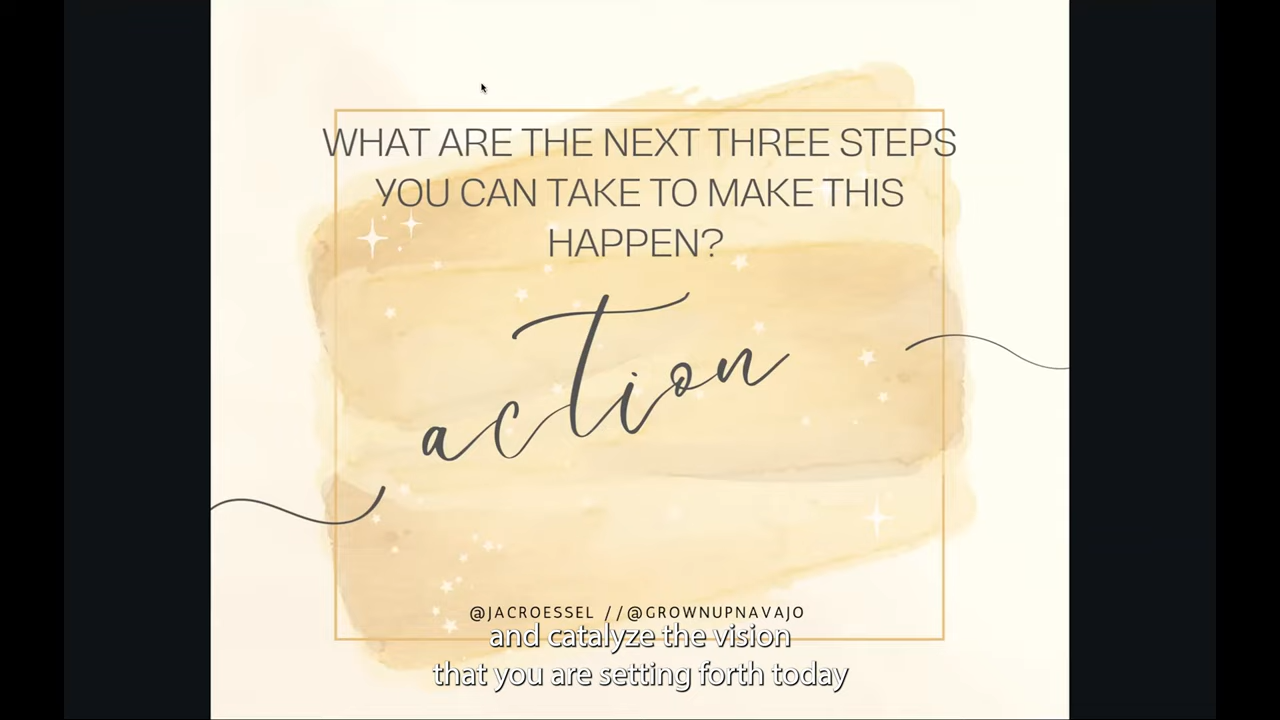 WHAT ARE THE NEXT THREE STEPS
YOU CAN TAKE TO MAKE THIS
HAPPEN?
action
@JACROESSEL //@GROWNUPNAVAJO
and catalyze the vision
that you are setting forth today